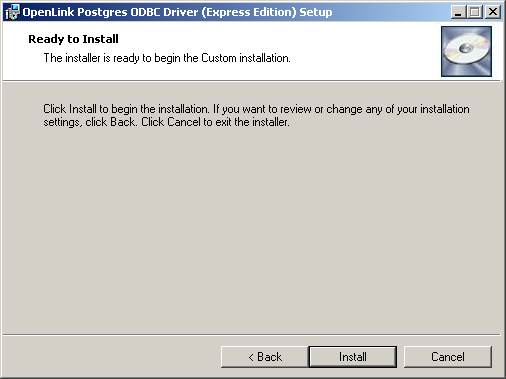 OpenLink Postgres ODBC Driver (Express Edition) Setup
Ready to Install
The installer is ready to begin the Custom installation.
Click Install to begin the installation. If you want to review or change any of your installation
settings, click Back. Click Cancel to exit the installer.
< Back
Install
Cancel